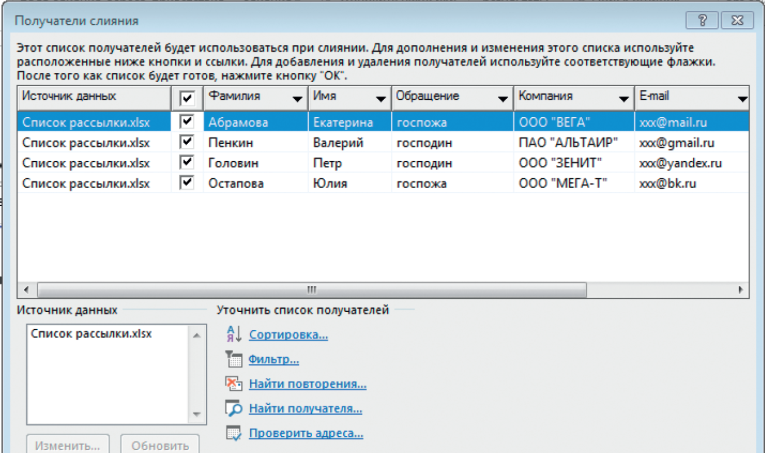 Получатели слияния
Этот список получателей будет использоваться при слиянии. Для дополнения и изменения этого списка используйте
расположенные ниже кнопки и ссылки. Для добавления и удаления получателей используйте соответствующие флажки.
После того как список будет готов, нажмите кнопку "ОК".
Источник данных Фамилия Имя Обращение Компания E-mail
Список рассылки.xlsx Абрамова Екатерина госпожа ООО "ВЕГА" xxx@mail.ru
Список рассылки.xlsx Пенкин Валерий господин ПАО "АЛЬТАИР" xxx@gmail.ru
Список рассылки.xlsx Головин Петр господин ООО "ЗЕНИТ" xxx@yandex.ru
Список рассылки.xlsx Остапова Юлия госпожа ООО "МЕГА-Т" xxx@bk.ru
Источник данных Уточнить список получателей
Список рассылки.xlsx
Сортировка...
Фильтр...
Найти повторения...
Найти получателя...
Проверить адреса...
Изменить... Обновить